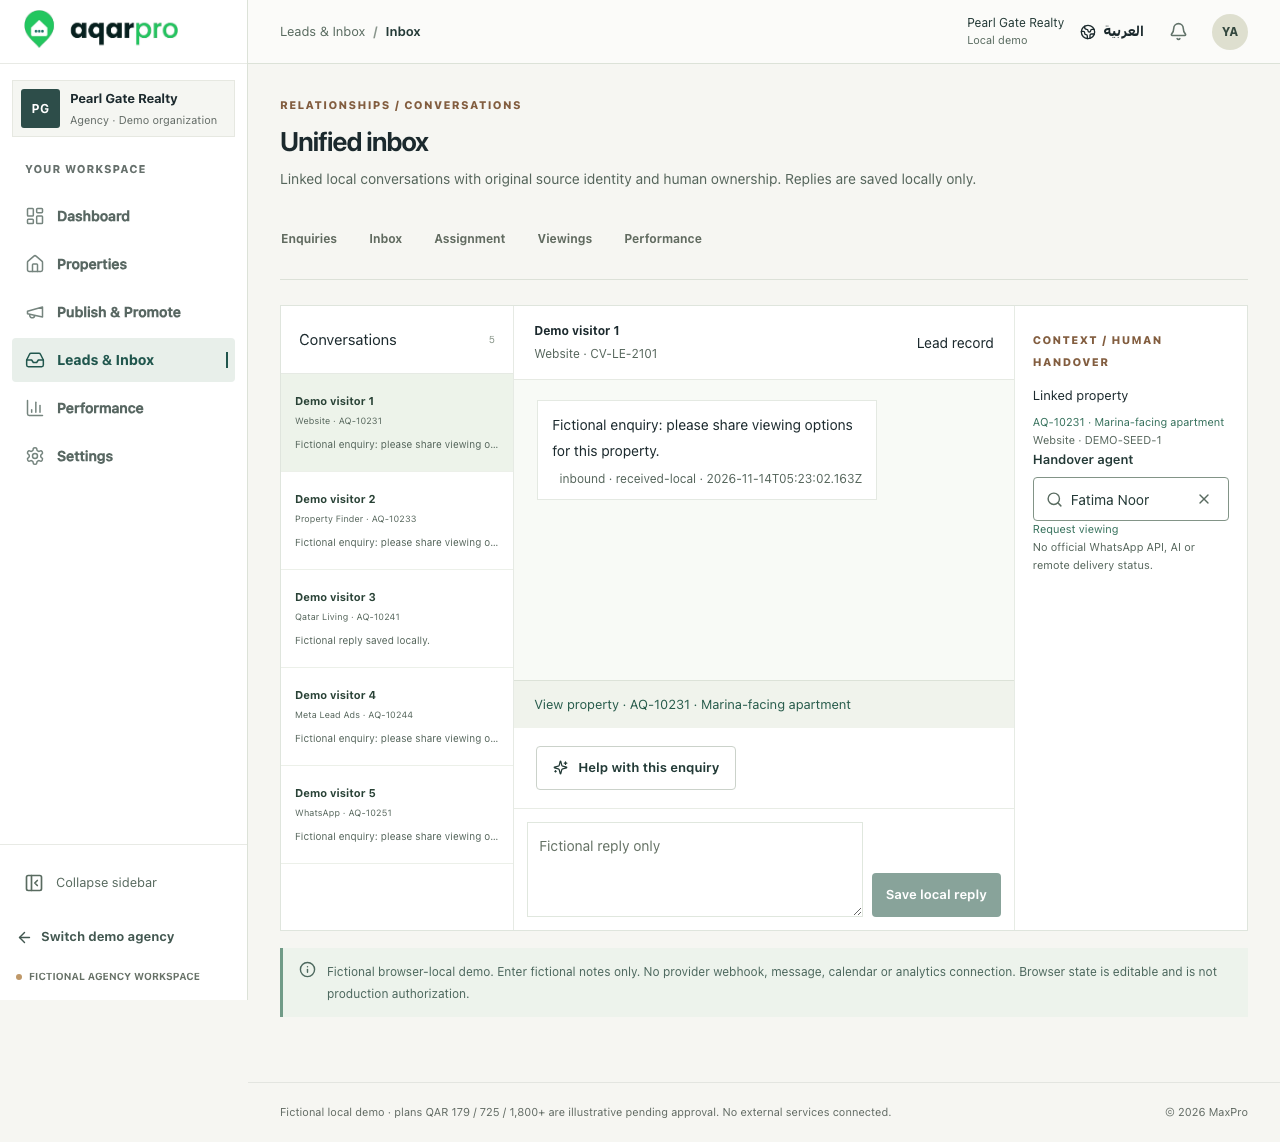 aqarpro
Leads & Inbox / Inbox
Pearl Gate Realty
Local demo
العربية
YA
PG
Pearl Gate Realty
Agency · Demo organization
YOUR WORKSPACE
Dashboard
Properties
Publish & Promote
Leads & Inbox
Performance
Settings
Collapse sidebar
Switch demo agency
FICTIONAL AGENCY WORKSPACE
RELATIONSHIPS / CONVERSATIONS
Unified inbox
Linked local conversations with original source identity and human ownership. Replies are saved locally only.
Enquiries
Inbox
Assignment
Viewings
Performance
Conversations
5
Demo visitor 1
Website · AQ-10231
Fictional enquiry: please share viewing o...
Demo visitor 2
Property Finder · AQ-10233
Fictional enquiry: please share viewing o...
Demo visitor 3
Qatar Living · AQ-10241
Fictional reply saved locally.
Demo visitor 4
Meta Lead Ads · AQ-10244
Fictional enquiry: please share viewing o...
Demo visitor 5
WhatsApp · AQ-10251
Fictional enquiry: please share viewing o...
Demo visitor 1
Website · CV-LE-2101
Lead record
Fictional enquiry: please share viewing options
for this property.
inbound · received-local · 2026-11-14T05:23:02.163Z
View property · AQ-10231 · Marina-facing apartment
Help with this enquiry
Fictional reply only
Save local reply
CONTEXT / HUMAN
HANDOVER
Linked property
AQ-10231 · Marina-facing apartment
Website · DEMO-SEED-1
Handover agent
Fatima Noor
Request viewing
No official WhatsApp API, AI or
remote delivery status.
Fictional browser-local demo. Enter fictional notes only. No provider webhook, message, calendar or analytics connection. Browser state is editable and is not
production authorization.
Fictional local demo · plans QAR 179 / 725 / 1,800+ are illustrative pending approval. No external services connected.
© 2026 MaxPro